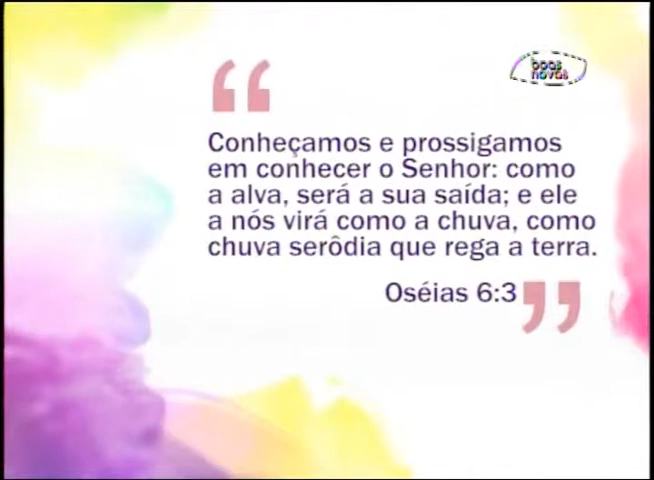 boas
novas
Conheçamos e prossigamos
em conhecer o Senhor: como
a alva, será a sua saída; e ele
a nós virá como a chuva, como
chuva serôdia que rega a terra.
Oséias 6:3